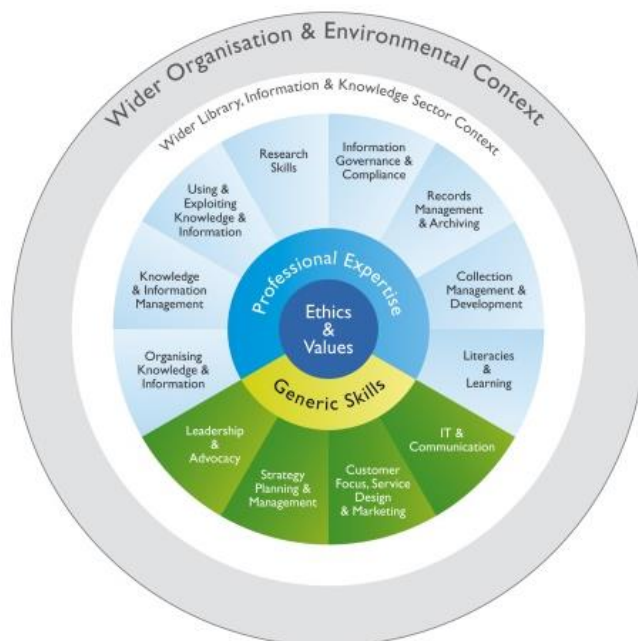 Wider Organisation & Environmental Context
Wider Library, Information & Knowledge Sector Context
Research
Skills
Information
Governance &
Compliance
Using &
Exploiting
Knowledge &
Information
Records
Management
& Archiving
Knowledge
& Information
Management
Professional Expertise
Collection
Management &
Development
Ethics
&
Values
Organising
Knowledge &
Information
Literacies
&
Learning
Generic Skills
Leadership
&
Advocacy
Strategy
Planning &
Management
Customer
Focus, Service
Design
& Marketing
IT &
Communication